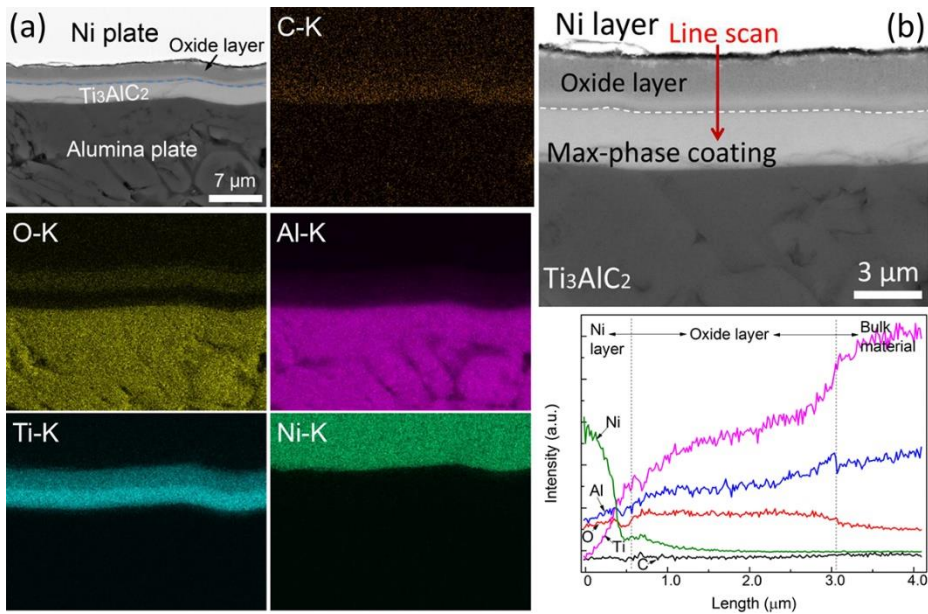 (a)
Ni plate
Oxide layer
Ti₃AlC₂
Alumina plate
7 μm
C-K
O-K
Al-K
Ti-K
Ni-K
(b)
Ni layer
Line scan
Oxide layer
Max-phase coating
Ti₃AlC₂
3 μm
Ni layer
Oxide layer
Bulk material
Ni
Al
O
Ti
C
Intensity (a.u.)
0.0 1.0 2.0 3.0 4.0
Length (μm)